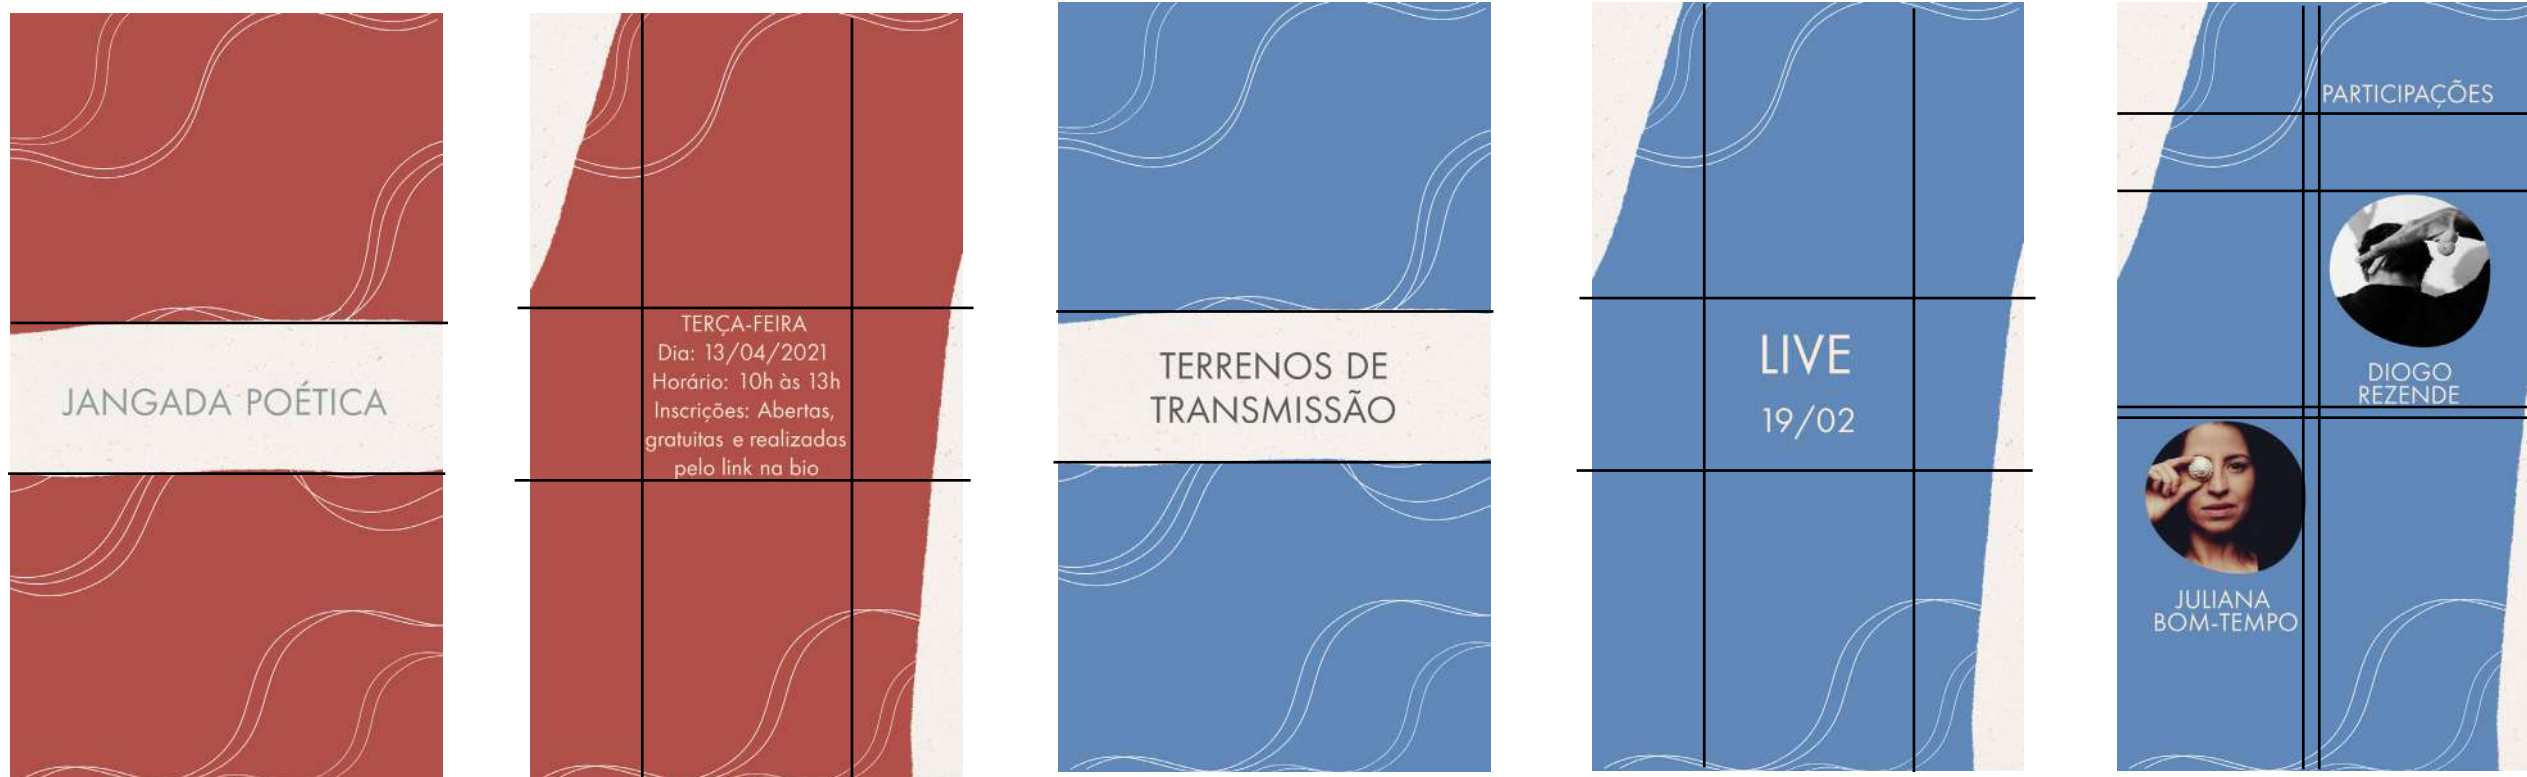 JANGADA POÉTICA
TERÇA-FEIRA
Dia: 13/04/2021
Horário: 10h às 13h
Inscrições: Abertas,
gratuitas e realizadas
pelo link na bio
TERRENOS DE
TRANSMISSÃO
LIVE
19/02
PARTICIPAÇÕES
DIOGO
REZENDE
JULIANA
BOM-TEMPO